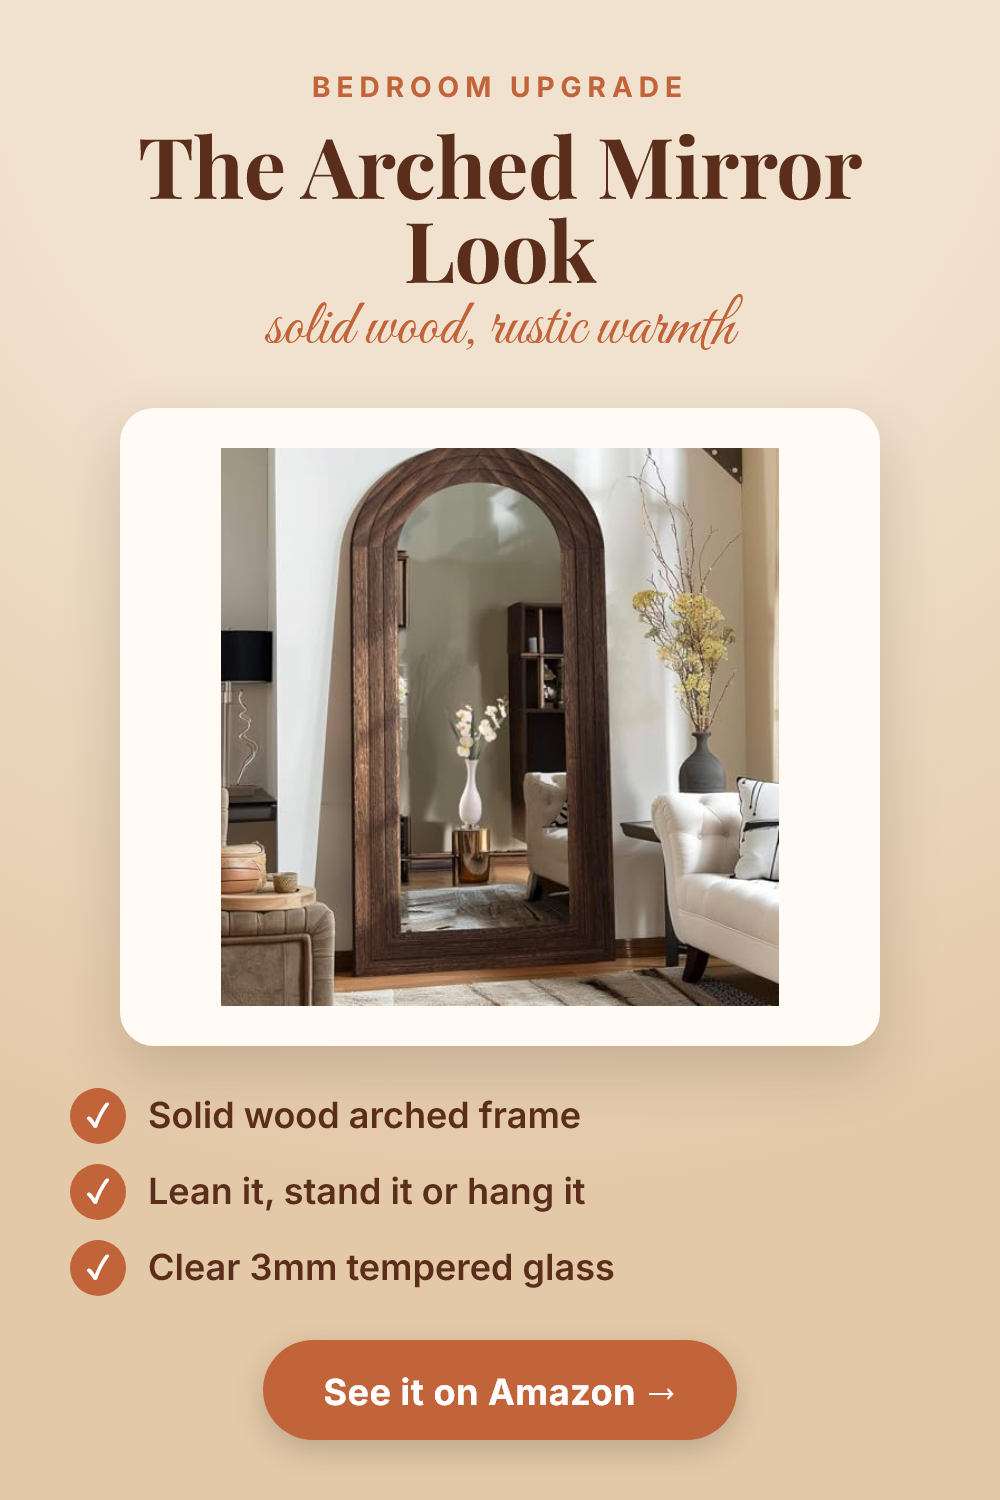 BEDROOM UPGRADE
The Arched Mirror
Look
solid wood, rustic warmth
✓ Solid wood arched frame
✓ Lean it, stand it or hang it
✓ Clear 3mm tempered glass
See it on Amazon →